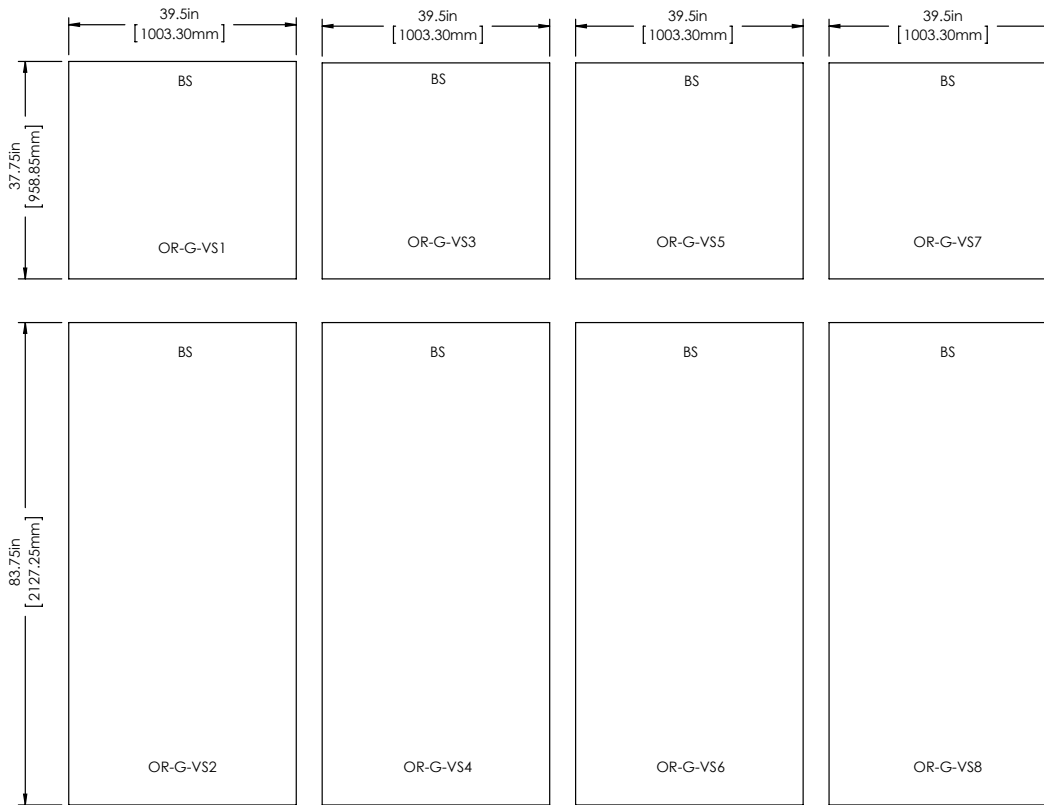 39.5in
[1003.30mm]
39.5in
[1003.30mm]
39.5in
[1003.30mm]
39.5in
[1003.30mm]
37.75in
[958.85mm]
BS
OR-G-VS1
BS
OR-G-VS3
BS
OR-G-VS5
BS
OR-G-VS7
83.75in
[2127.25mm]
BS
OR-G-VS2
BS
OR-G-VS4
BS
OR-G-VS6
BS
OR-G-VS8